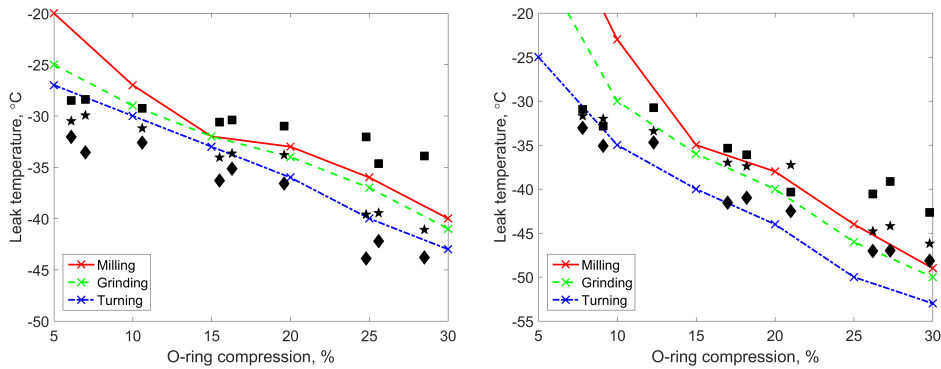 -20
-25
-30
-35
-40
-45
-50
Leak temperature, °C
5 10 15 20 25 30
O-ring compression, %
Milling
Grinding
Turning
-20
-25
-30
-35
-40
-45
-50
-55
Leak temperature, °C
5 10 15 20 25 30
O-ring compression, %
Milling
Grinding
Turning